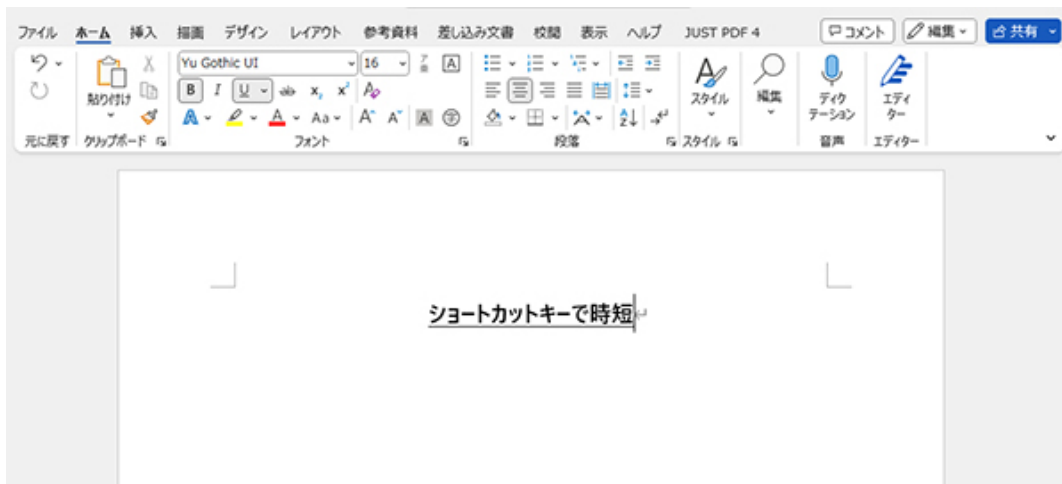 ファイル ホーム 挿入 描画 デザイン レイアウト 参考資料 差し込み文書 校閲 表示 ヘルプ JUST PDF 4 コメント 編集 共有
Yu Gothic UI 16 A
貼り付け B I U ab x₂ x² A スタイル 編集 ディクテーション エディター
A A Aa A A A 字
元に戻す クリップボード フォント 段落 スタイル 音声 エディター
ショートカットキーで時短